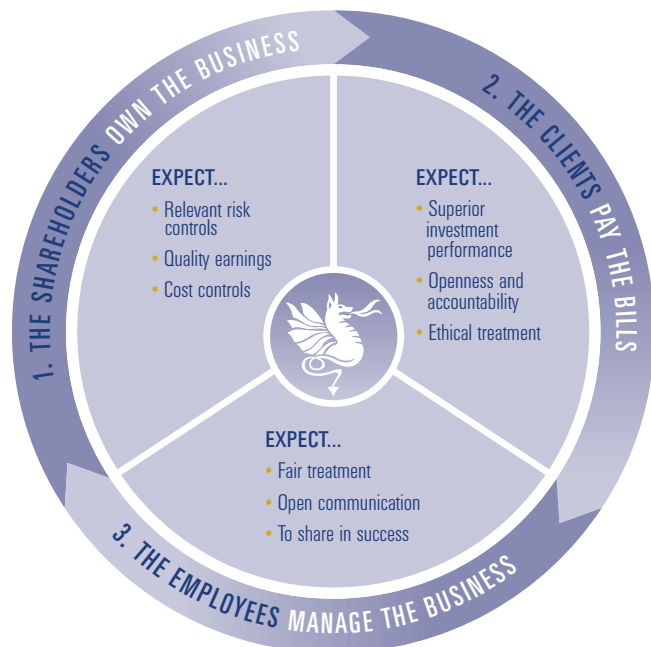 1. THE SHAREHOLDERS OWN THE BUSINESS
EXPECT...
• Relevant risk
controls
• Quality earnings
• Cost controls
2. THE CLIENTS PAY THE BILLS
EXPECT...
• Superior
investment
performance
• Openness and
accountability
• Ethical treatment
3. THE EMPLOYEES MANAGE THE BUSINESS
EXPECT...
• Fair treatment
• Open communication
• To share in success